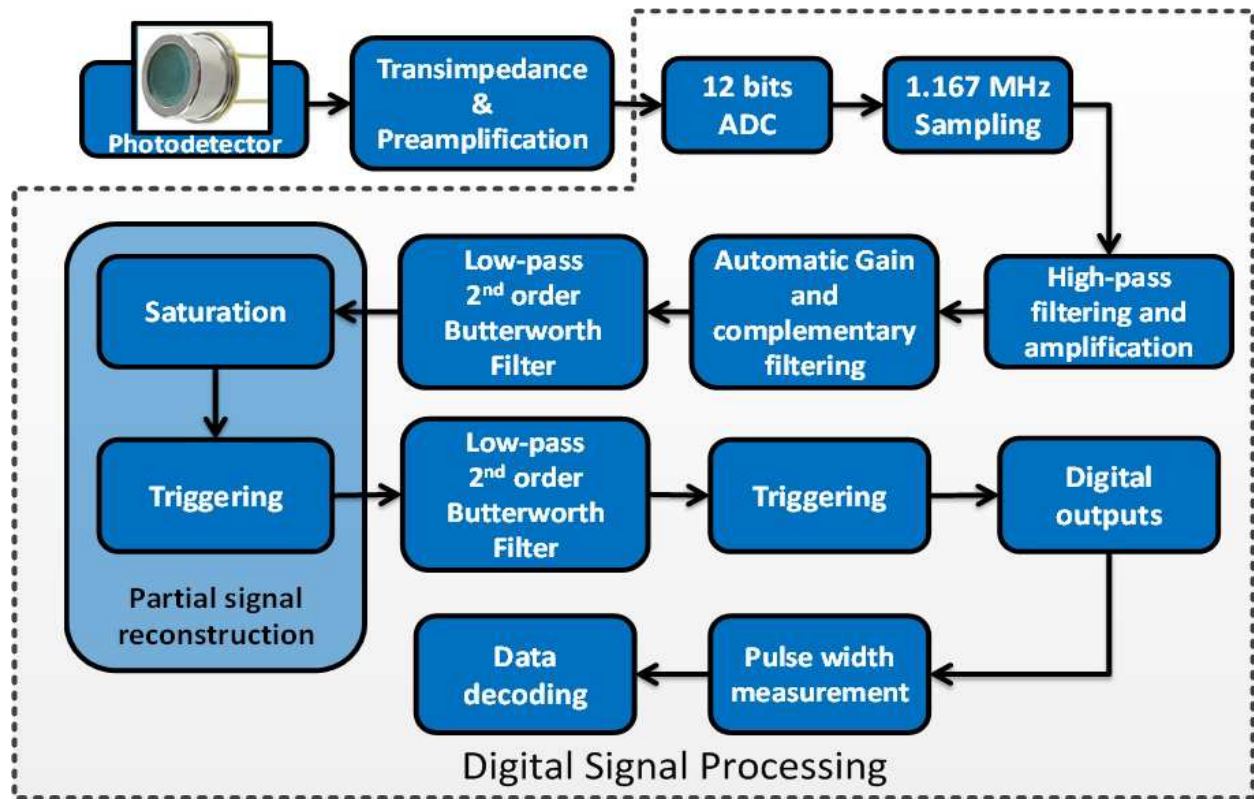 Photodetector
Transimpedance
&
Preamplification
12 bits
ADC
1.167 MHz
Sampling
High-pass
filtering and
amplification
Automatic Gain
and
complementary
filtering
Low-pass
2nd order
Butterworth
Filter
Saturation
Triggering
Partial signal
reconstruction
Low-pass
2nd order
Butterworth
Filter
Triggering
Digital
outputs
Pulse width
measurement
Data
decoding
Digital Signal Processing